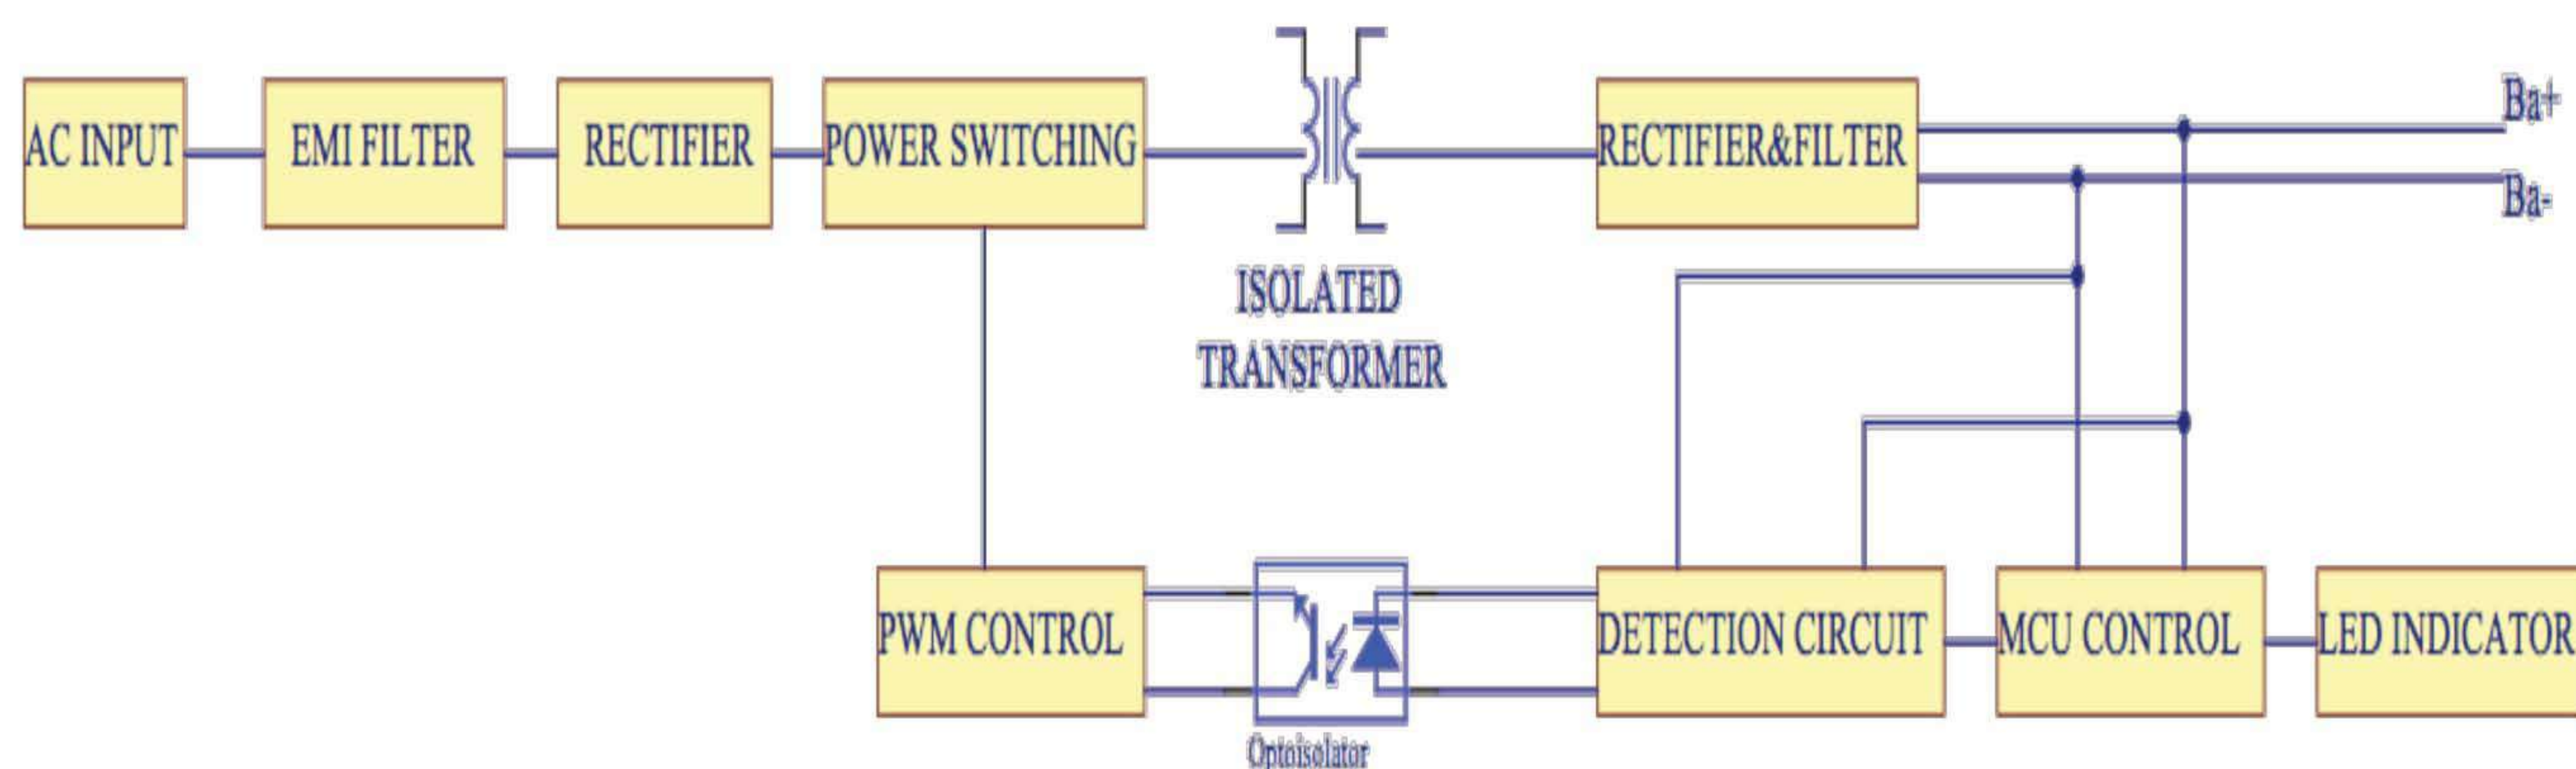 AC INPUT
EMI FILTER
RECTIFIER
POWER SWITCHING
ISOLATED
TRANSFORMER
RECTIFIER&FILTER
Ba+
Ba-
PWM CONTROL
Optoisolator
DETECTION CIRCUIT
MCU CONTROL
LED INDICATOR